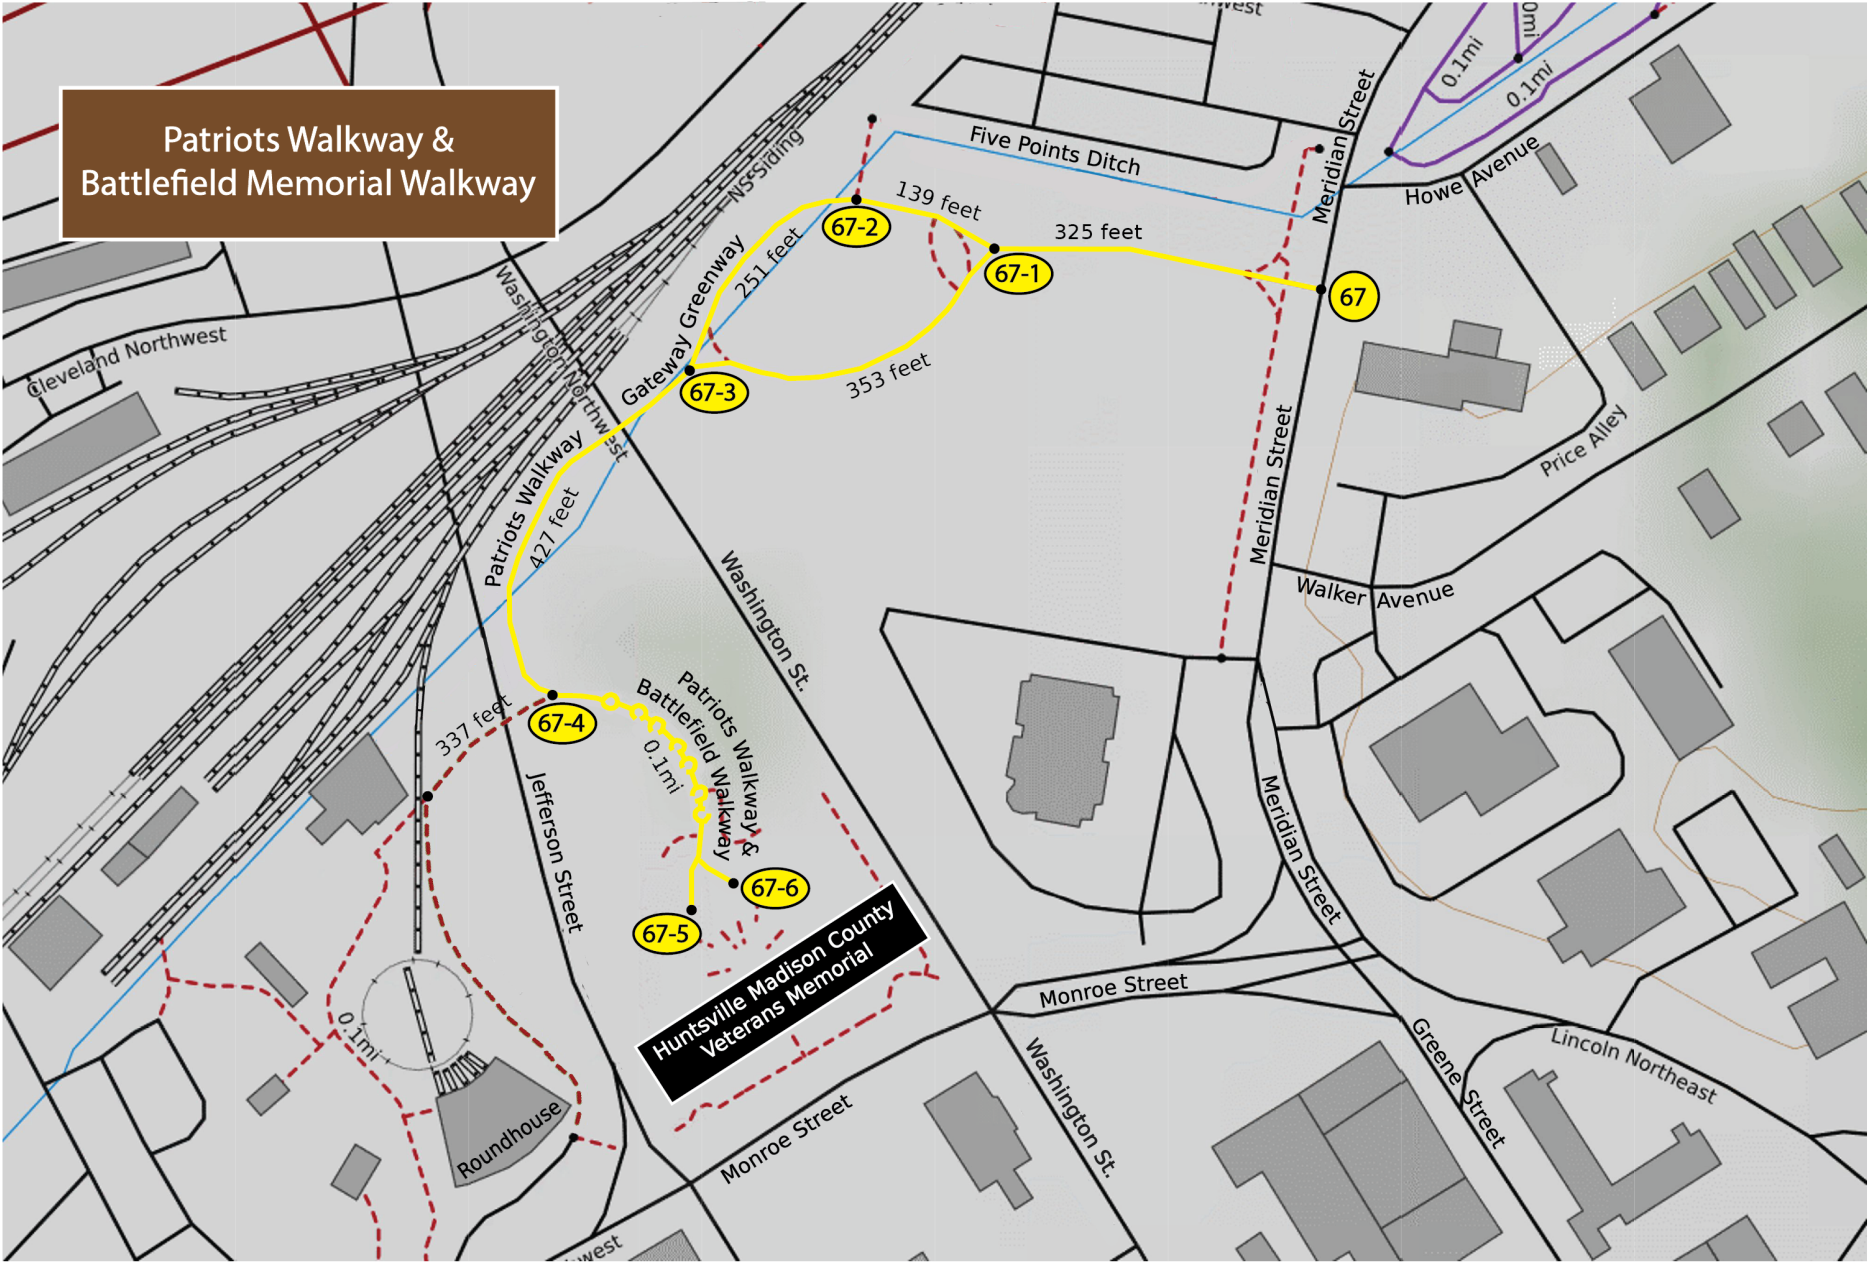 west
0mi
0.1mi
0.1mi
Patriots Walkway &
Battlefield Memorial Walkway
NS Siding
Five Points Ditch
Meridian Street
Howe Avenue
139 feet
67-2
325 feet
67-1
67
251 feet
Gateway Greenway
Washington Northwest
Cleveland Northwest
67-3
353 feet
Patriots Walkway
427 feet
Meridian Street
Price Alley
Washington St.
Walker Avenue
337 feet
67-4
Patriots Walkway &
Battlefield Walkway
0.1mi
Jefferson Street
Meridian Street
67-6
67-5
Huntsville Madison County
Veterans Memorial
Monroe Street
0.1mi
Roundhouse
Monroe Street
Washington St.
Greene Street
Lincoln Northeast
hwest